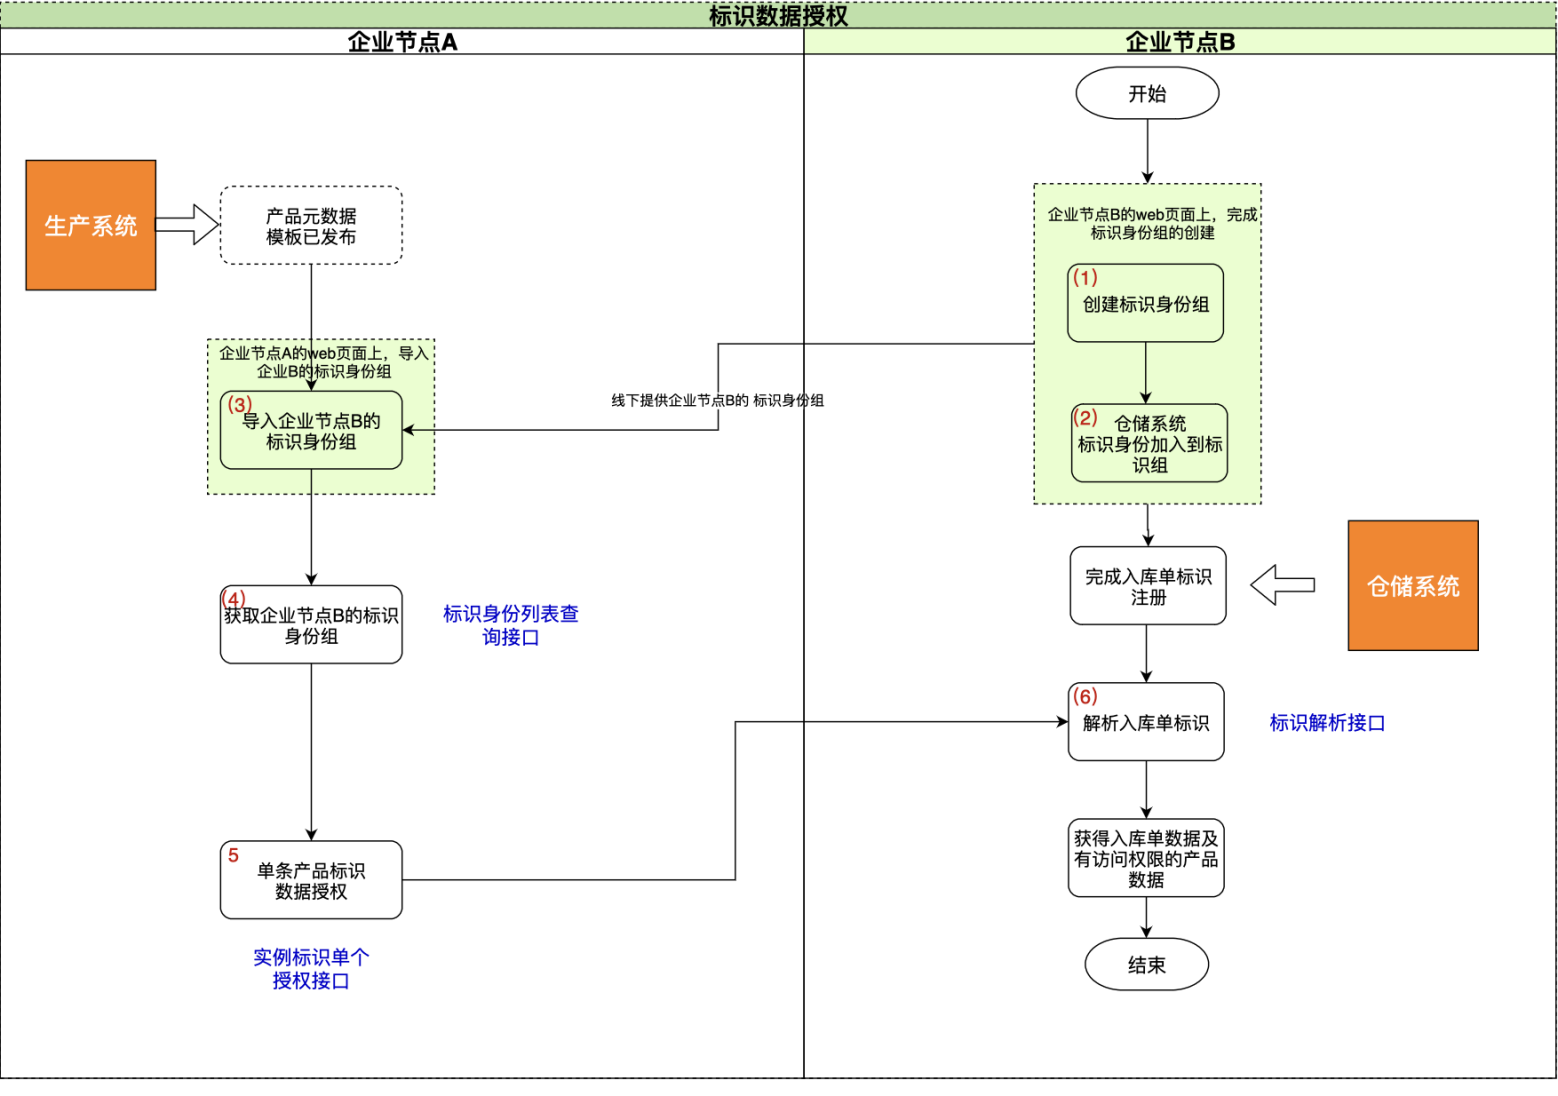 标识数据授权
企业节点A
企业节点B
开始
生产系统
产品元数据
模板已发布
企业节点B的web页面上，完成
标识身份组的创建
(1)
创建标识身份组
企业节点A的web页面上，导入
企业B的标识身份组
(3)
导入企业节点B的
标识身份组
线下提供企业节点B的 标识身份组
(2)
仓储系统
标识身份加入到标
识组
完成入库单标识
注册
仓储系统
(4)
获取企业节点B的标识
身份组
标识身份列表查
询接口
(6)
解析入库单标识
标识解析接口
5
单条产品标识
数据授权
获得入库单数据及
有访问权限的产品
数据
实例标识单个
授权接口
结束